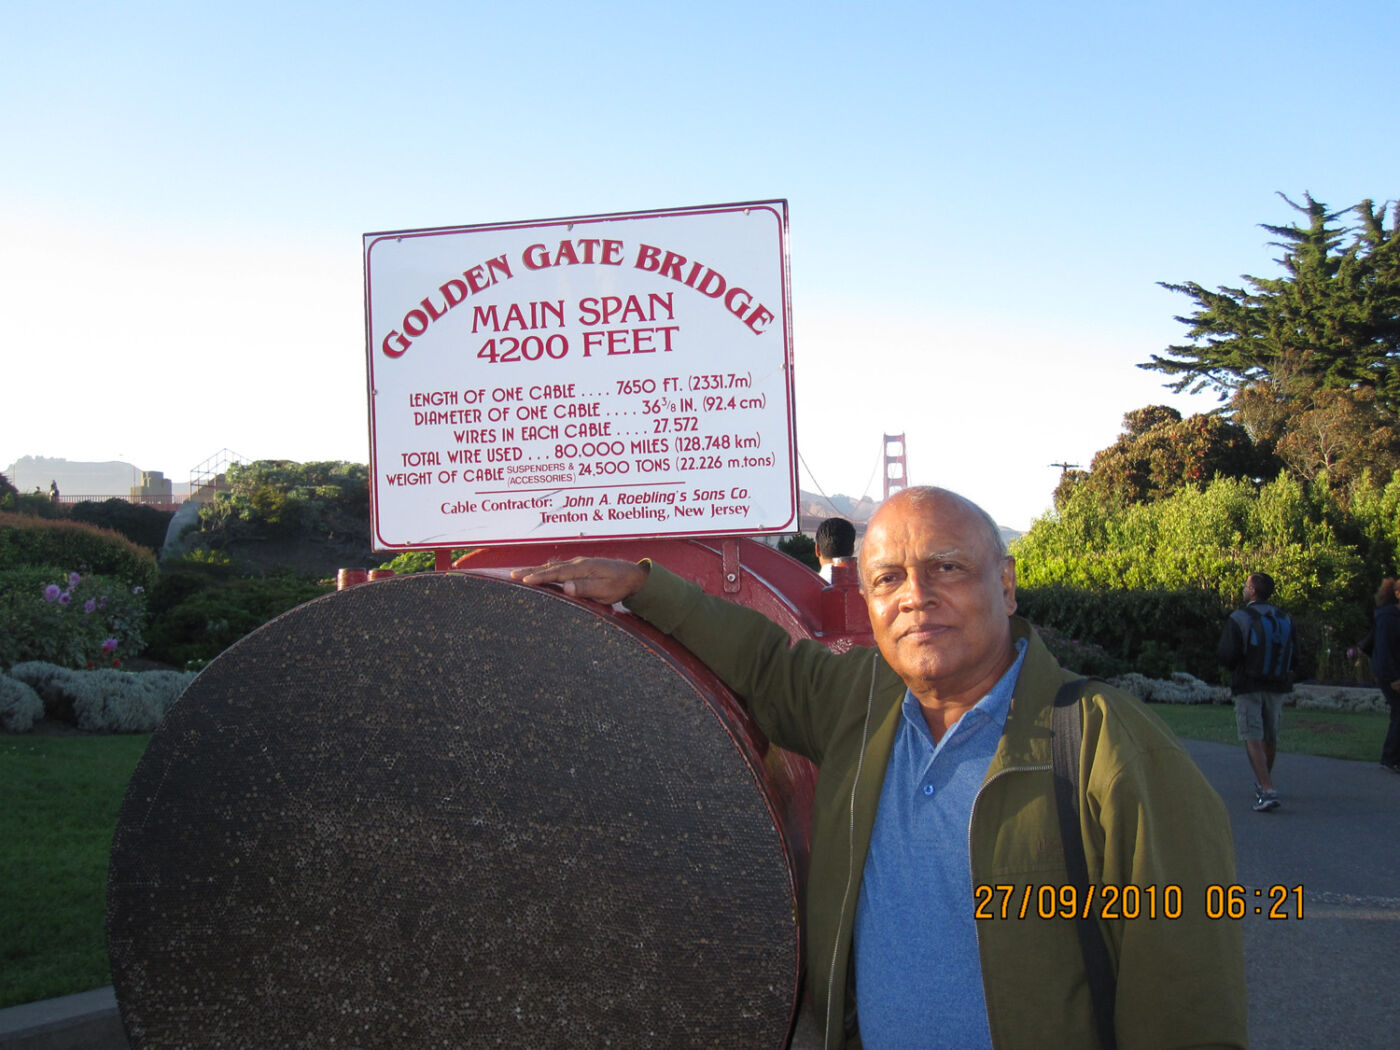 GOLDEN GATE BRIDGE
MAIN SPAN
4200 FEET
LENGTH OF ONE CABLE .... 7650 FT. (2331.7m)
DIAMETER OF ONE CABLE .... 36 3/8 IN. (92.4 cm)
WIRES IN EACH CABLE .... 27.572
TOTAL WIRE USED ... 80.000 MILES (128,748 km)
WEIGHT OF CABLE (SUSPENDERS & ACCESSORIES) 24,500 TONS (22.226 m.tons)
Cable Contractor: John A. Roebling's Sons Co.
Trenton & Roebling, New Jersey
27/09/2010 06:21